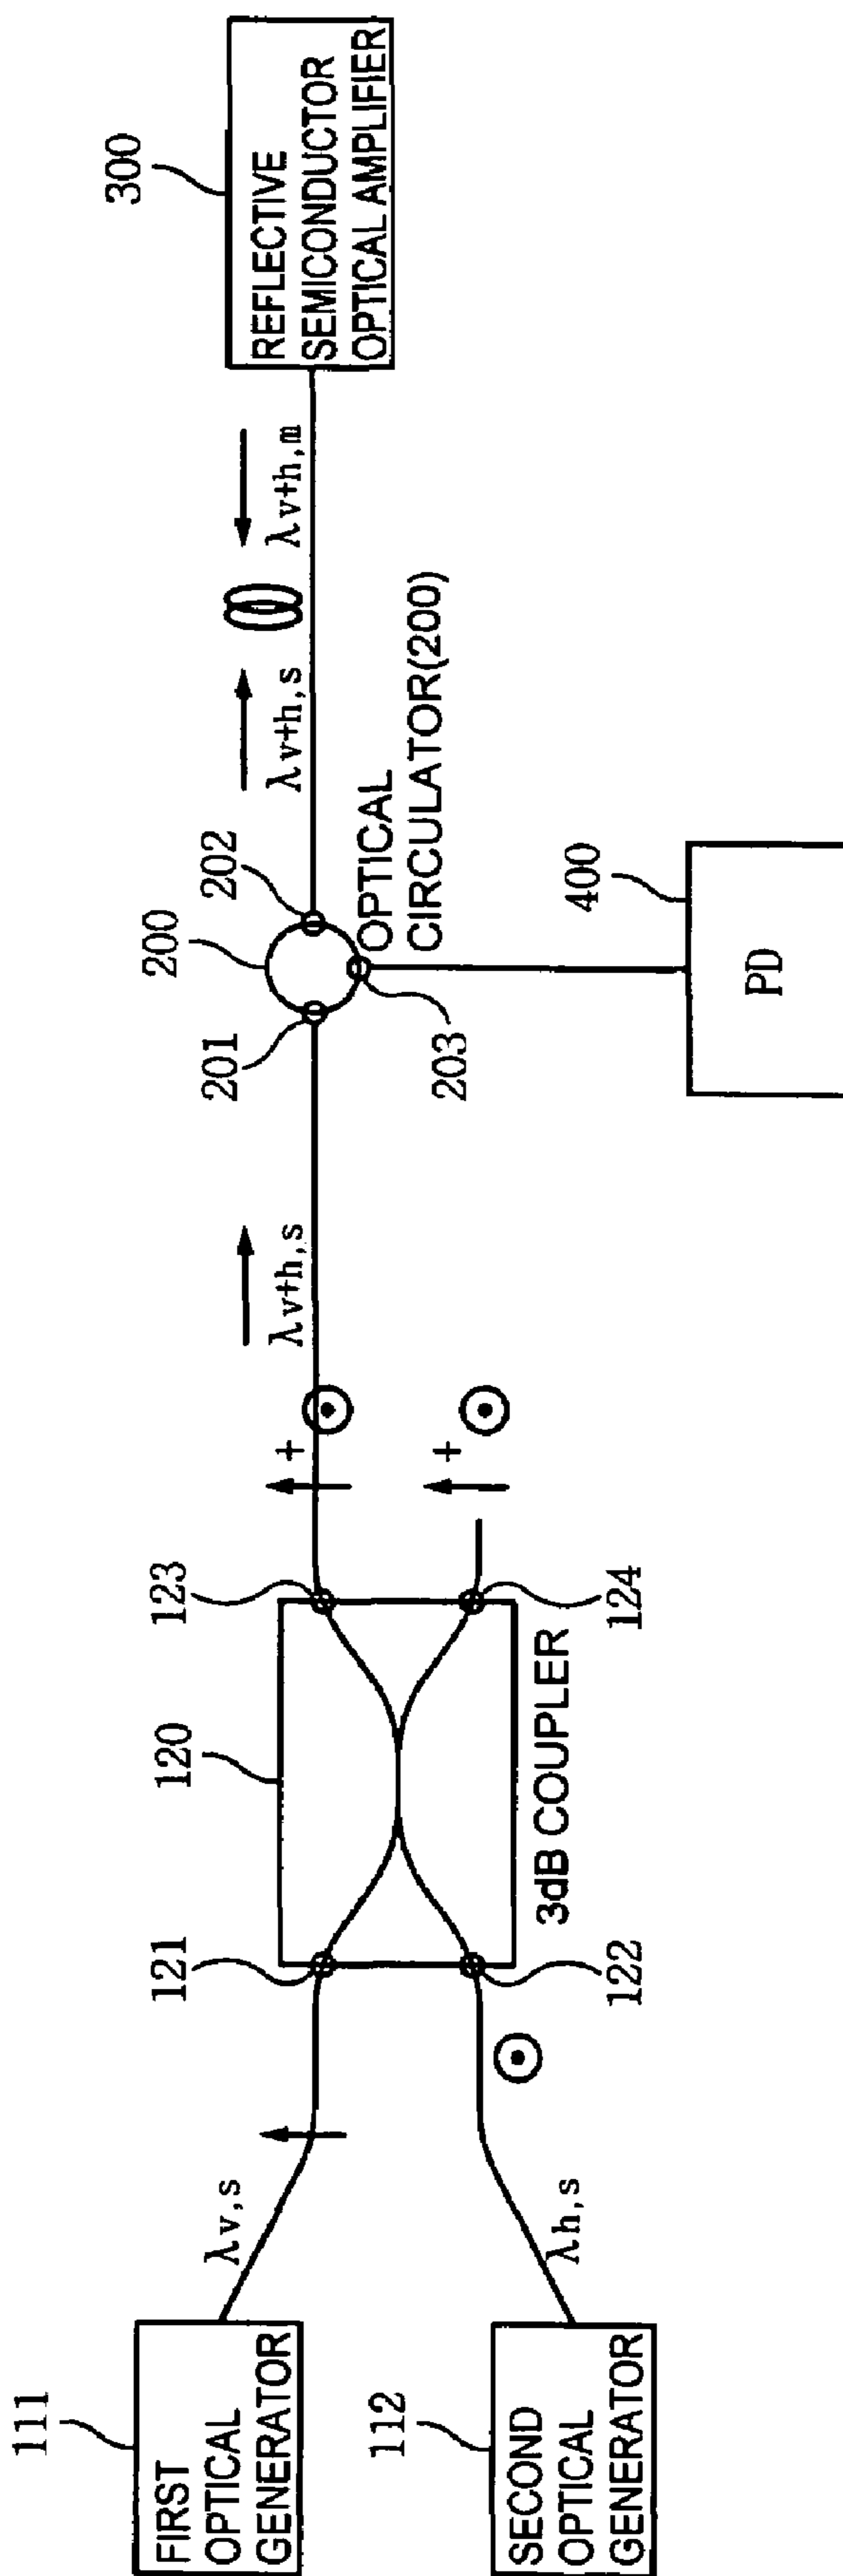 111
FIRST
OPTICAL
GENERATOR
λv,s
112
SECOND
OPTICAL
GENERATOR
λh,s
121
122
120
3dB COUPLER
123
124
+
+
λv+h,s
201
200
202
203
OPTICAL
CIRCULATOR(200)
λv+h,s
λv+h,m
300
REFLECTIVE
SEMICONDUCTOR
OPTICAL AMPLIFIER
400
PD